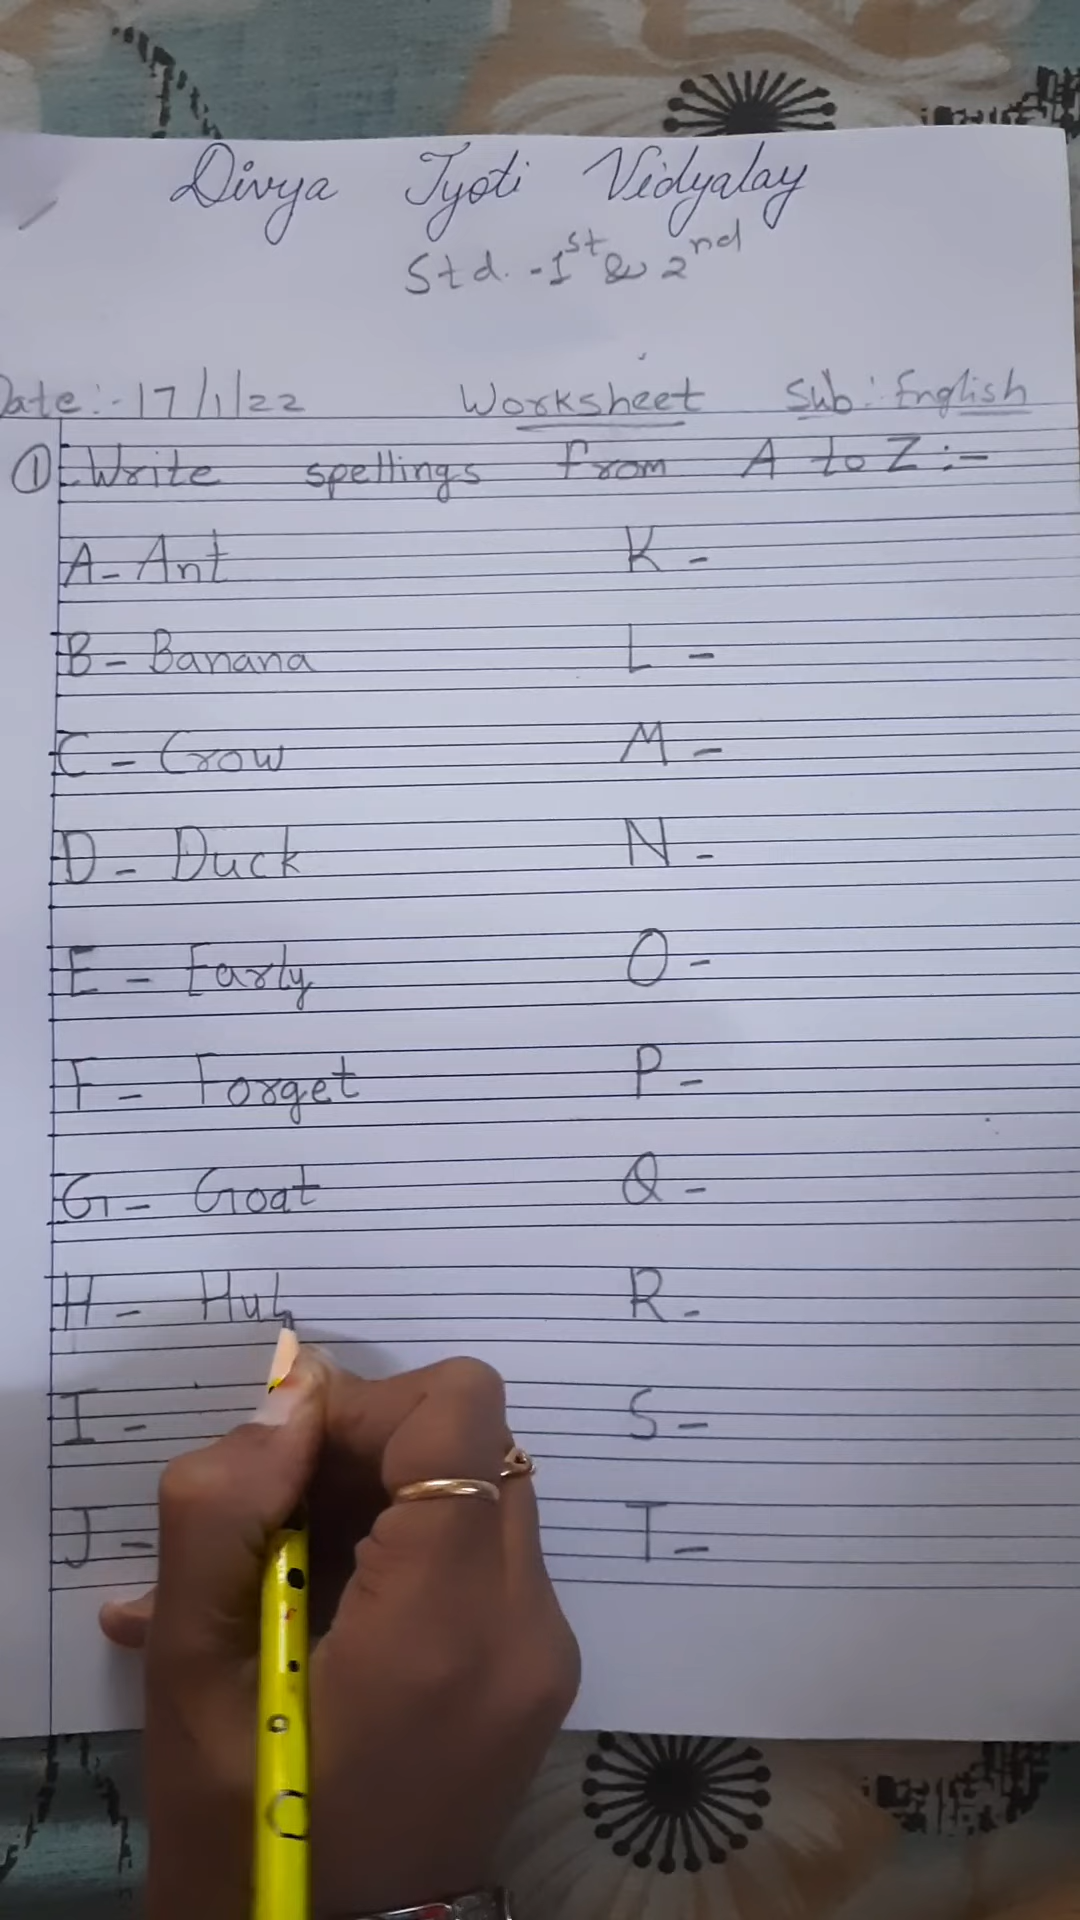 Divya Jyoti Vidyalay
Std. - 1st & 2nd
Date :- 17/1/22 Worksheet Sub : English
① Write spellings from A to Z :-
A - Ant K -
B - Banana L -
C - Crow M -
D - Duck N -
E - Early O -
F - Forget P -
G - Goat Q -
H - R -
I - S -
J - T -